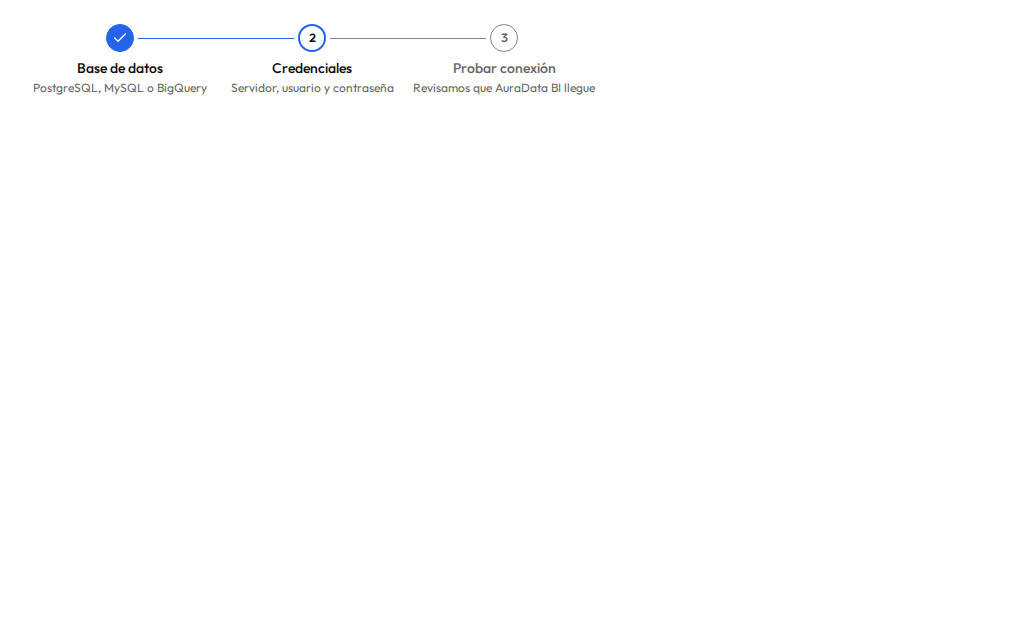 2
3
Base de datos
Credenciales
Probar conexión
PostgreSQL, MySQL o BigQuery
Servidor, usuario y contraseña
Revisamos que AuraData BI llegue